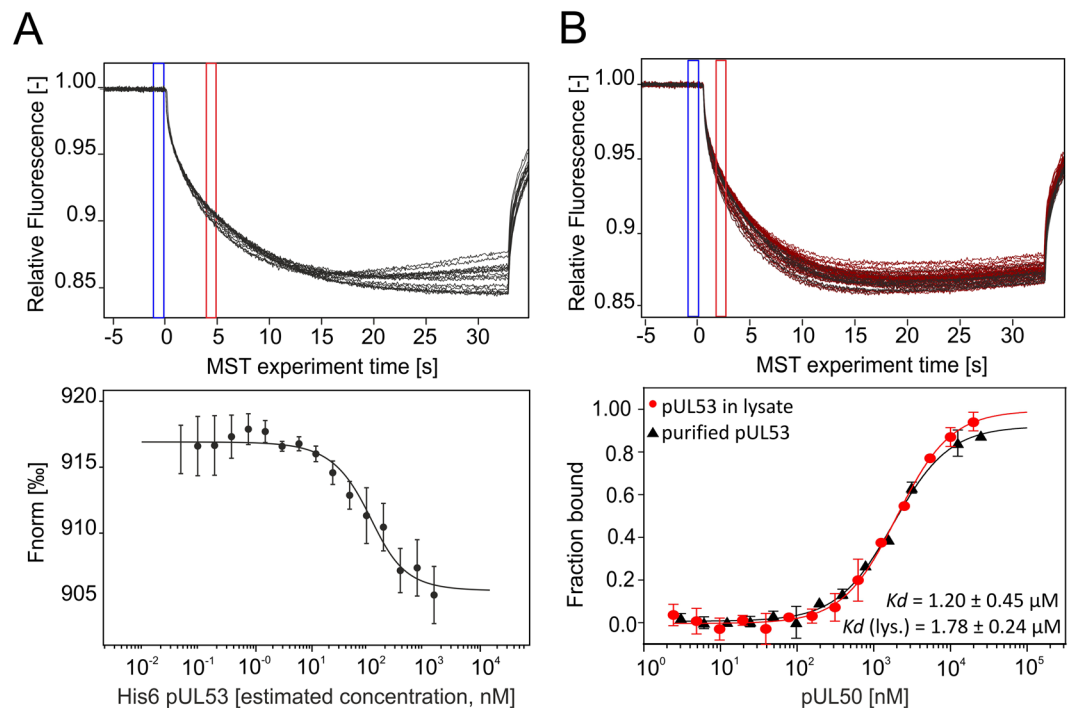 A
B
Relative Fluorescence [-]
1.00
0.95
0.9
0.85
-5 0 5 10 15 20 25 30
MST experiment time [s]
Relative Fluorescence [-]
1.00
0.95
0.9
0.85
-5 0 5 10 15 20 25 30
MST experiment time [s]
Fnorm [‰]
920
915
910
905
10-2 10-1 10-0 101 102 103 104
His6 pUL53 [estimated concentration, nM]
Fraction bound
1.00
0.8
0.6
0.4
0.2
0.0
pUL53 in lysate
purified pUL53
Kd = 1.20 ± 0.45 µM
Kd (lys.) = 1.78 ± 0.24 µM
100 101 102 103 104 105
pUL50 [nM]